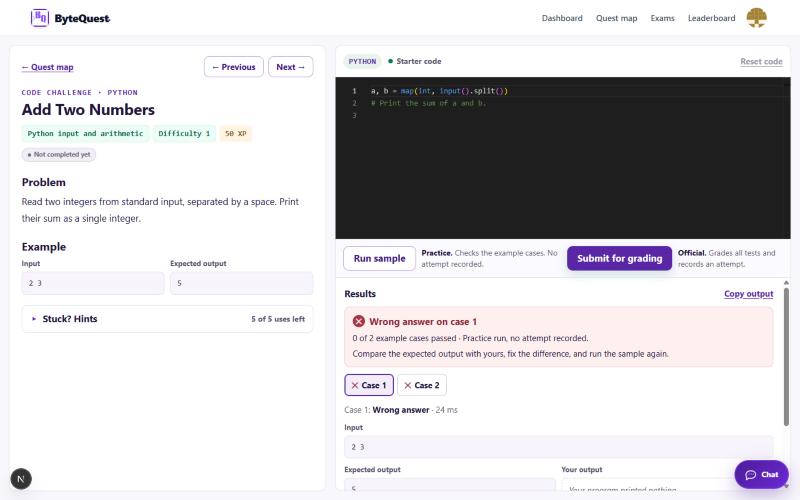 ByteQuest
Dashboard Quest map Exams Leaderboard
← Quest map
← Previous
Next →
CODE CHALLENGE · PYTHON
Add Two Numbers
Python input and arithmetic
Difficulty 1
50 XP
Not completed yet
Problem
Read two integers from standard input, separated by a space. Print
their sum as a single integer.
Example
Input
2 3
Expected output
5
Stuck? Hints
5 of 5 uses left
N
PYTHON
Starter code
Reset code
1 a, b = map(int, input().split())
2 # Print the sum of a and b.
3
Run sample
Practice. Checks the example cases. No
attempt recorded.
Submit for grading
Official. Grades all tests and
records an attempt.
Results
Copy output
Wrong answer on case 1
0 of 2 example cases passed · Practice run, no attempt recorded.
Compare the expected output with yours, fix the difference, and run the sample again.
Case 1
Case 2
Case 1: Wrong answer · 24 ms
Input
2 3
Expected output
5
Your output
Your program printed nothing
Chat